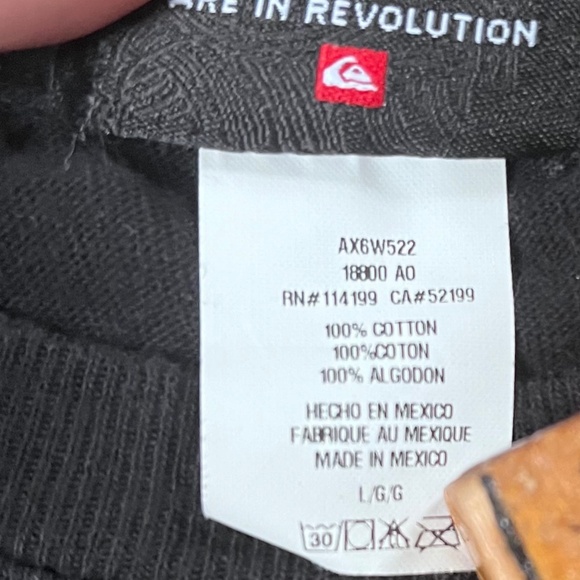 ARE IN REVOLUTION
AX6W522
18800 AO
RN#114199 CA#52199
100% COTTON
100%COTON
100% ALGODON
HECHO EN MEXICO
FABRIQUE AU MEXIQUE
MADE IN MEXICO
L/G/G
30